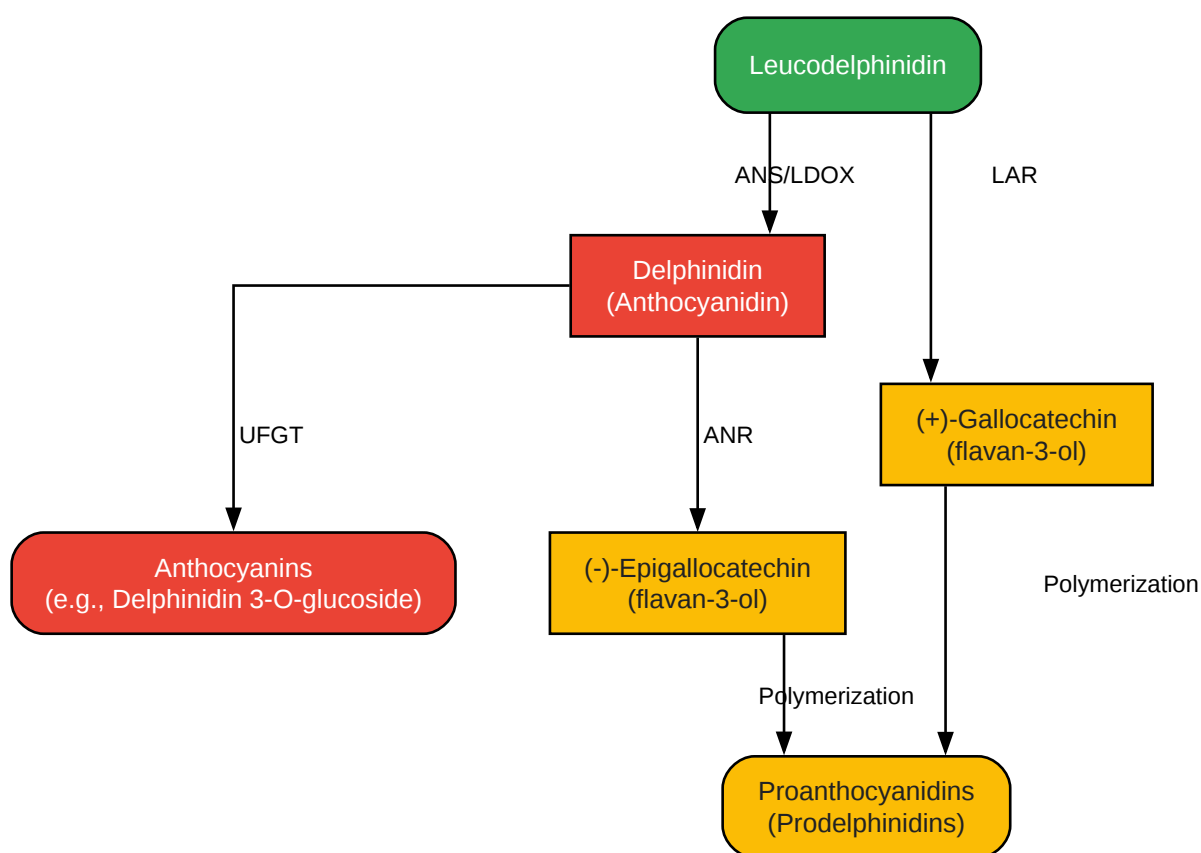 Leucodelphinidin
ANS/LDOX
LAR
Delphinidin
(Anthocyanidin)
(+)-Gallocatechin
(flavan-3-ol)
UFGT
ANR
Anthocyanins
(e.g., Delphinidin 3-O-glucoside)
(-)-Epigallocatechin
(flavan-3-ol)
Polymerization
Polymerization
Proanthocyanidins
(Prodelphinidins)